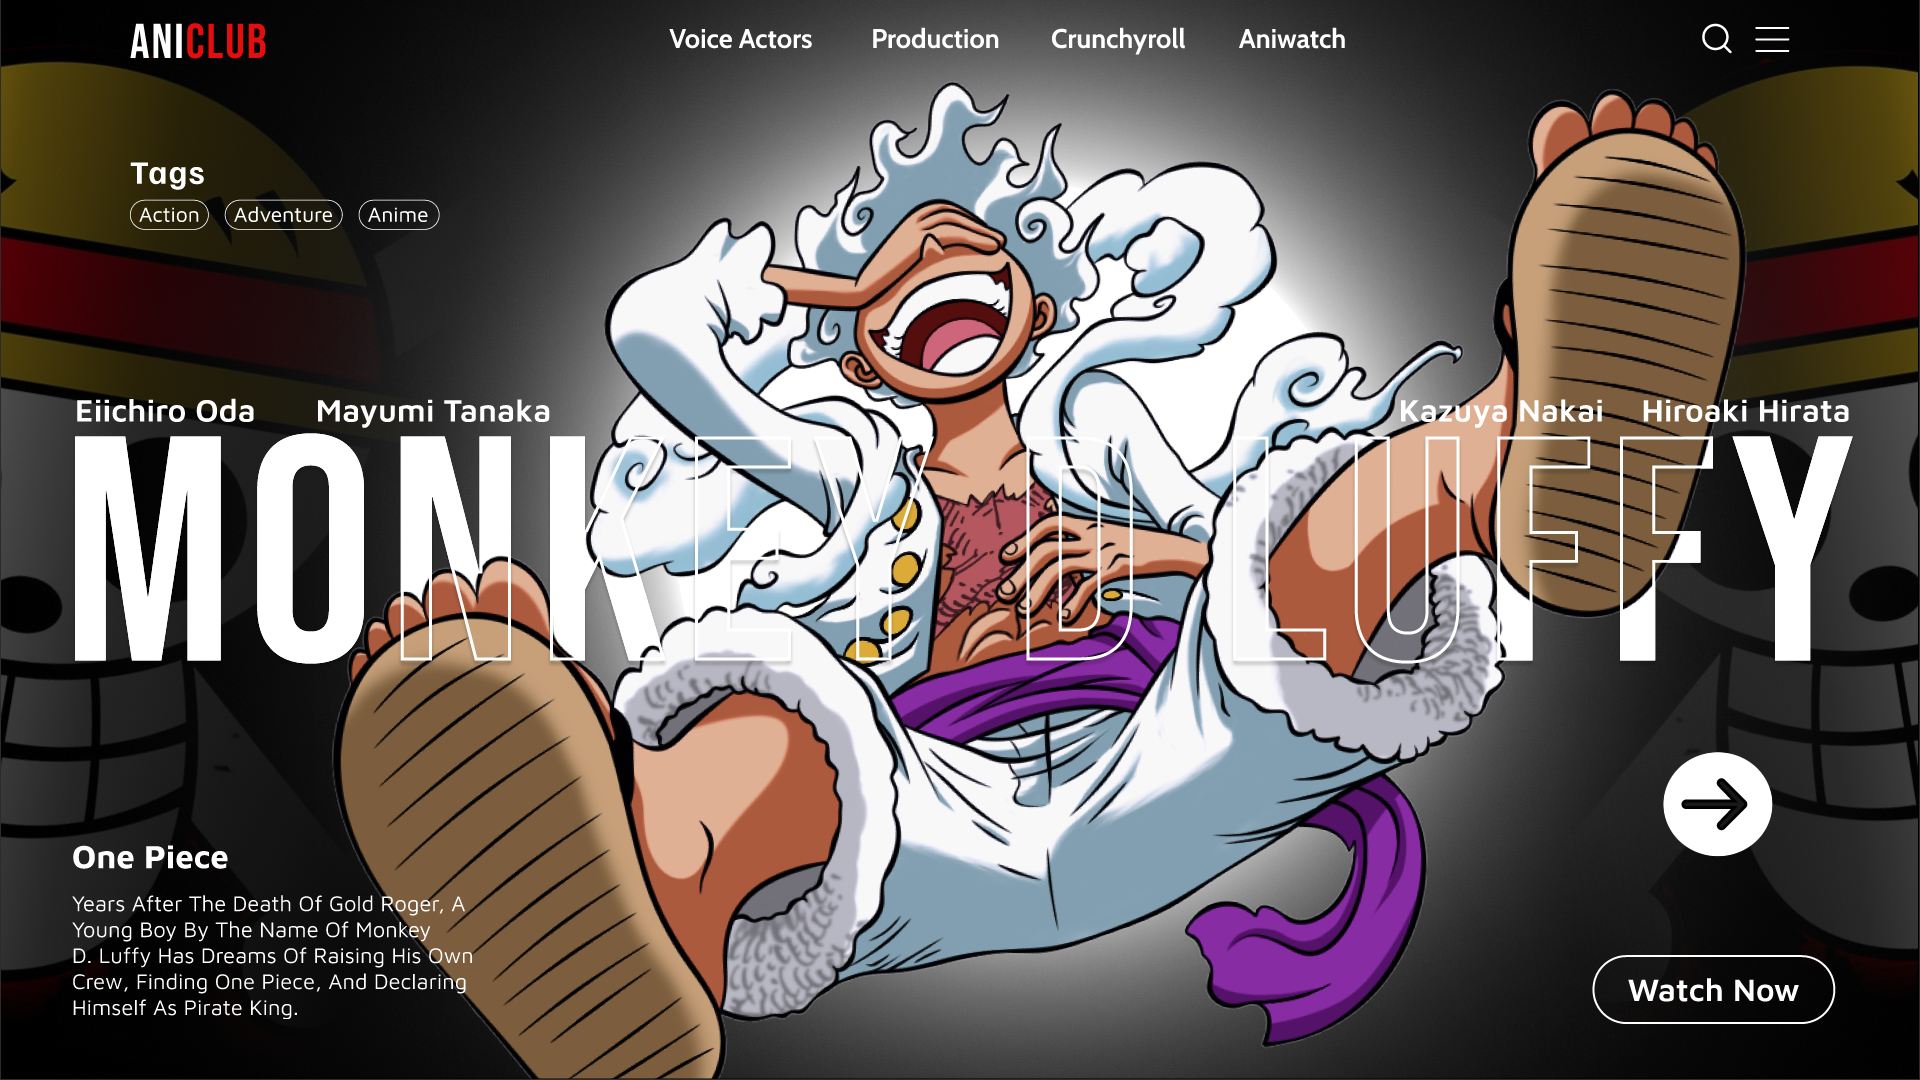 ANICLUB
Voice Actors Production Crunchyroll Aniwatch
Tags
Action Adventure Anime
Eiichiro Oda Mayumi Tanaka Kazuya Nakai Hiroaki Hirata
MONKEY D LUFFY
One Piece
Years After The Death Of Gold Roger, A
Young Boy By The Name Of Monkey
D. Luffy Has Dreams Of Raising His Own
Crew, Finding One Piece, And Declaring
Himself As Pirate King.
Watch Now